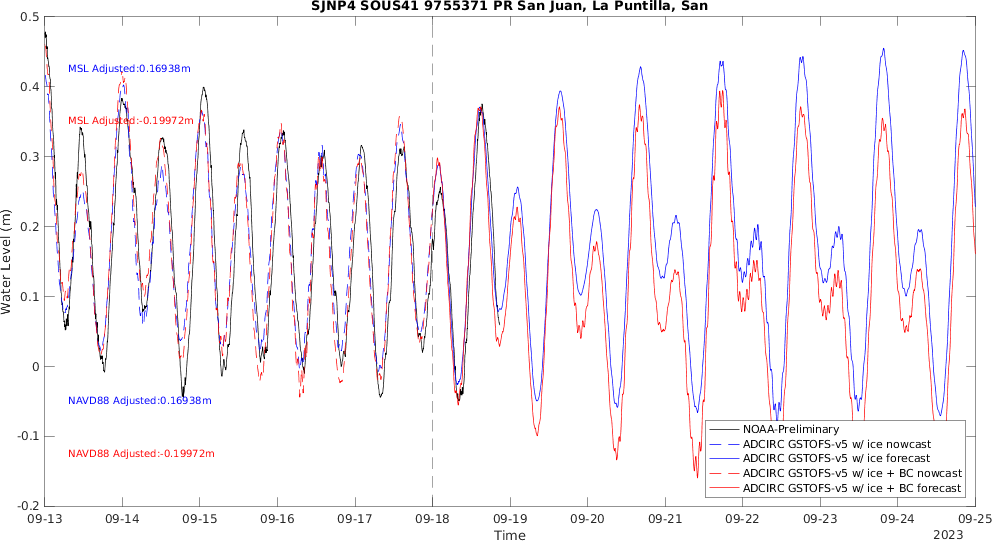 SJNP4 SOUS41 9755371 PR San Juan, La Puntilla, San
0.5
0.4
0.3
0.2
0.1
0
-0.1
-0.2
Water Level (m)
MSL Adjusted:0.16938m
MSL Adjusted:-0.19972m
NAVD88 Adjusted:0.16938m
NAVD88 Adjusted:-0.19972m
NOAA-Preliminary
ADCIRC GSTOFS-v5 w/ ice nowcast
ADCIRC GSTOFS-v5 w/ ice forecast
ADCIRC GSTOFS-v5 w/ ice + BC nowcast
ADCIRC GSTOFS-v5 w/ ice + BC forecast
09-13 09-14 09-15 09-16 09-17 09-18 09-19 09-20 09-21 09-22 09-23 09-24 09-25
Time
2023